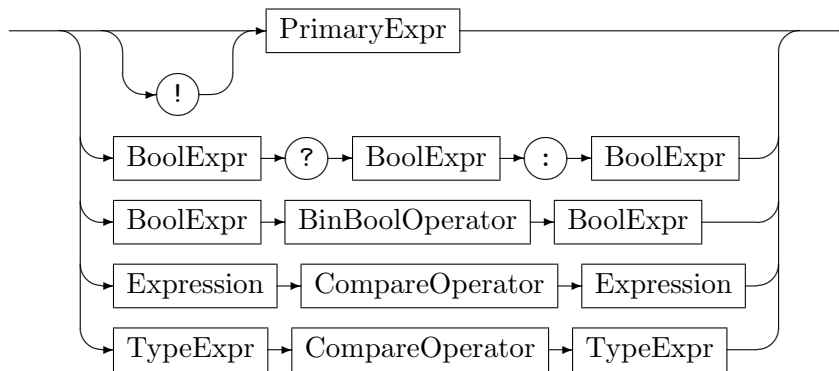 PrimaryExpr
!
BoolExpr ? BoolExpr : BoolExpr
BoolExpr BinBoolOperator BoolExpr
Expression CompareOperator Expression
TypeExpr CompareOperator TypeExpr